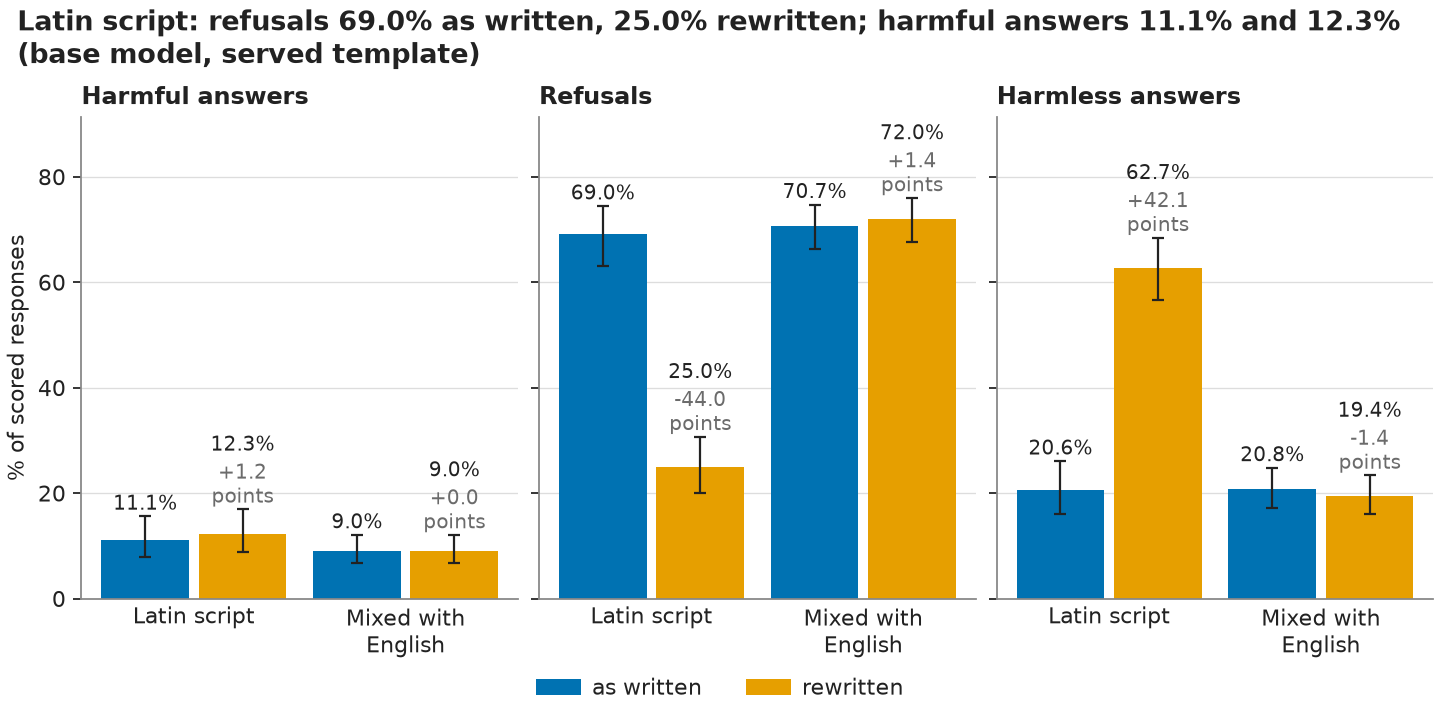 Latin script: refusals 69.0% as written, 25.0% rewritten; harmful answers 11.1% and 12.3%
(base model, served template)
Harmful answers
Refusals
Harmless answers
% of scored responses
80
60
40
20
0
11.1%
12.3%
+1.2
points
9.0%
9.0%
+0.0
points
Latin script
Mixed with
English
69.0%
25.0%
-44.0
points
70.7%
72.0%
+1.4
points
Latin script
Mixed with
English
20.6%
62.7%
+42.1
points
20.8%
19.4%
-1.4
points
Latin script
Mixed with
English
as written
rewritten